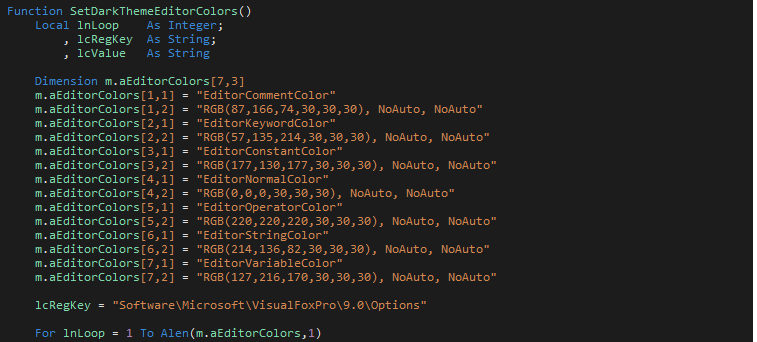 Function SetDarkThemeEditorColors()
    Local lnLoop    As Integer;
        , lcRegKey  As String;
        , lcValue   As String

    Dimension m.aEditorColors[7,3]
    m.aEditorColors[1,1] = "EditorCommentColor"
    m.aEditorColors[1,2] = "RGB(87,166,74,30,30,30), NoAuto, NoAuto"
    m.aEditorColors[2,1] = "EditorKeywordColor"
    m.aEditorColors[2,2] = "RGB(57,135,214,30,30,30), NoAuto, NoAuto"
    m.aEditorColors[3,1] = "EditorConstantColor"
    m.aEditorColors[3,2] = "RGB(177,130,177,30,30,30), NoAuto, NoAuto"
    m.aEditorColors[4,1] = "EditorNormalColor"
    m.aEditorColors[4,2] = "RGB(0,0,0,30,30,30), NoAuto, NoAuto"
    m.aEditorColors[5,1] = "EditorOperatorColor"
    m.aEditorColors[5,2] = "RGB(220,220,220,30,30,30), NoAuto, NoAuto"
    m.aEditorColors[6,1] = "EditorStringColor"
    m.aEditorColors[6,2] = "RGB(214,136,82,30,30,30), NoAuto, NoAuto"
    m.aEditorColors[7,1] = "EditorVariableColor"
    m.aEditorColors[7,2] = "RGB(127,216,170,30,30,30), NoAuto, NoAuto"

    lcRegKey = "Software\Microsoft\VisualFoxPro\9.0\Options"

    For lnLoop = 1 To Alen(m.aEditorColors,1)